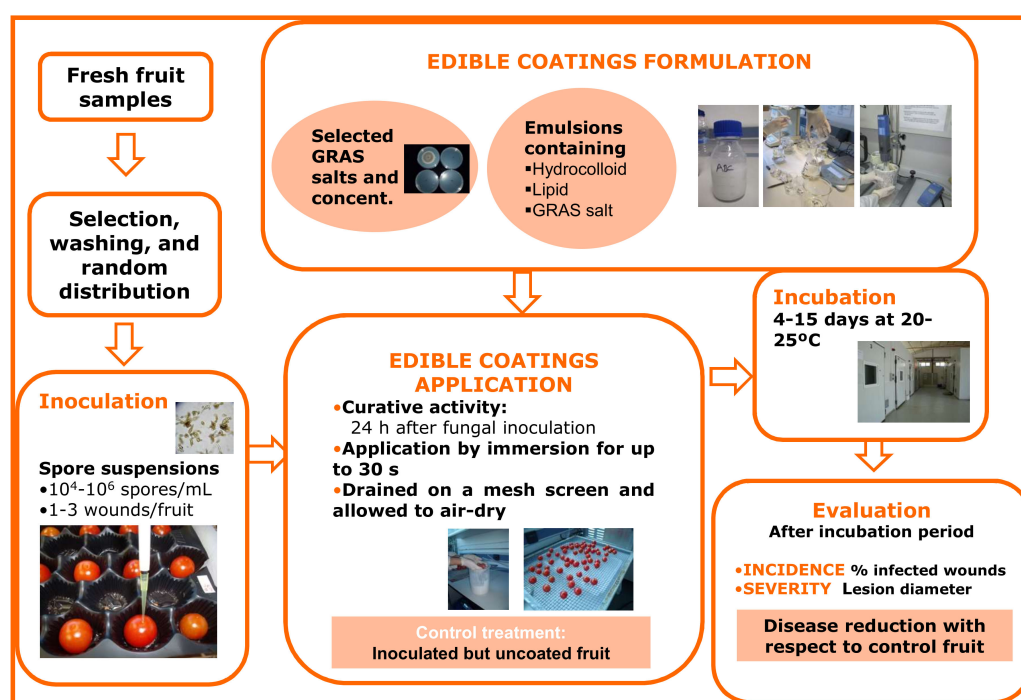 Fresh fruit
samples
Selection,
washing, and
random
distribution
Inoculation
Spore suspensions
•10⁴-10⁶ spores/mL
•1-3 wounds/fruit
EDIBLE COATINGS FORMULATION
Selected
GRAS
salts and
concent.
Emulsions
containing
▪Hydrocolloid
▪Lipid
▪GRAS salt
ABC
EDIBLE COATINGS
APPLICATION
•Curative activity:
24 h after fungal inoculation
•Application by immersion for up
to 30 s
•Drained on a mesh screen and
allowed to air-dry
Control treatment:
Inoculated but uncoated fruit
Incubation
4-15 days at 20-
25ºC
Evaluation
After incubation period
•INCIDENCE % infected wounds
•SEVERITY Lesion diameter
Disease reduction with
respect to control fruit